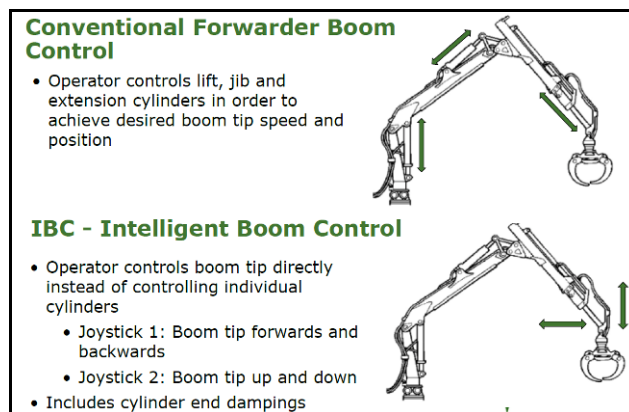 Conventional Forwarder Boom
Control
• Operator controls lift, jib and
extension cylinders in order to
achieve desired boom tip speed and
position
IBC - Intelligent Boom Control
• Operator controls boom tip directly
instead of controlling individual
cylinders
• Joystick 1: Boom tip forwards and
backwards
• Joystick 2: Boom tip up and down
• Includes cylinder end dampings